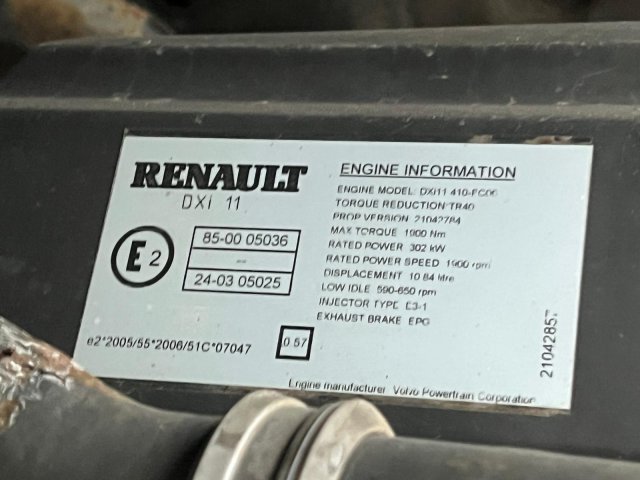 RENAULT
DXi 11
E2
85-00 05036
--
24-03 05025
e2*2005/55*2006/51C*07047
0.57
ENGINE INFORMATION
ENGINE MODEL: DXi11 410-EC06
TORQUE REDUCTION TR40
PROP VERSION 21042784
MAX TORQUE 1900 Nm
RATED POWER 302 kW
RATED POWER SPEED 1900 rpm
DISPLACEMENT 10.84 litre
LOW IDLE 590-650 rpm
INJECTOR TYPE E3-1
EXHAUST BRAKE EPG
Engine manufacturer Volvo Powertrain Corporation
21042857